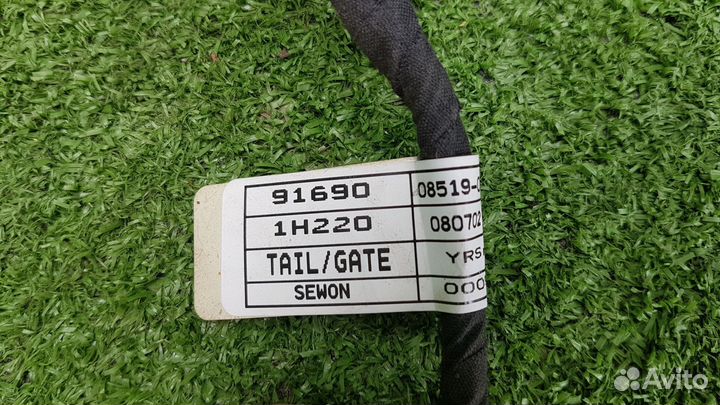 91690 08519-
1H220 080702
TAIL/GATE YRS
SEWON 000
Avito